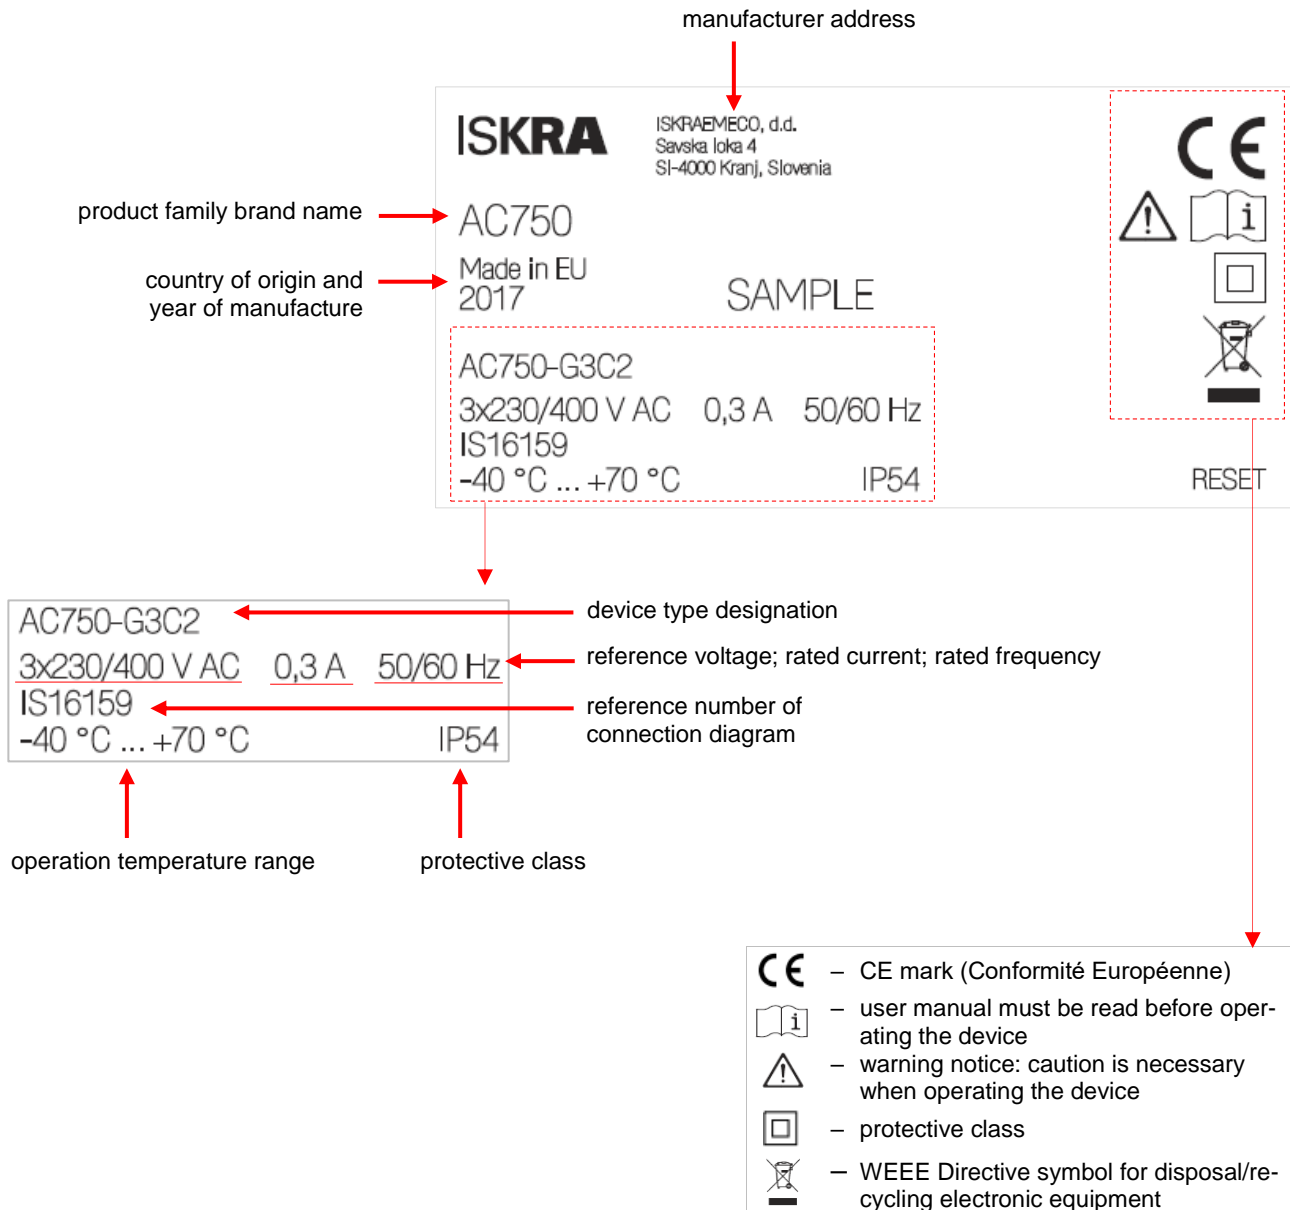 manufacturer address
ISKRA
ISKRAEMECO, d.d.
Savska loka 4
SI-4000 Kranj, Slovenia
CE
product family brand name
AC750
i
country of origin and
year of manufacture
Made in EU
2017
SAMPLE
AC750-G3C2
3x230/400 V AC 0,3 A 50/60 Hz
IS16159
-40 °C ... +70 °C IP54
RESET
AC750-G3C2
3x230/400 V AC 0,3 A 50/60 Hz
IS16159
-40 °C ... +70 °C IP54
device type designation
reference voltage; rated current; rated frequency
reference number of
connection diagram
operation temperature range
protective class
CE – CE mark (Conformité Européenne)
i – user manual must be read before oper-
ating the device
! – warning notice: caution is necessary
when operating the device
– protective class
– WEEE Directive symbol for disposal/re-
cycling electronic equipment